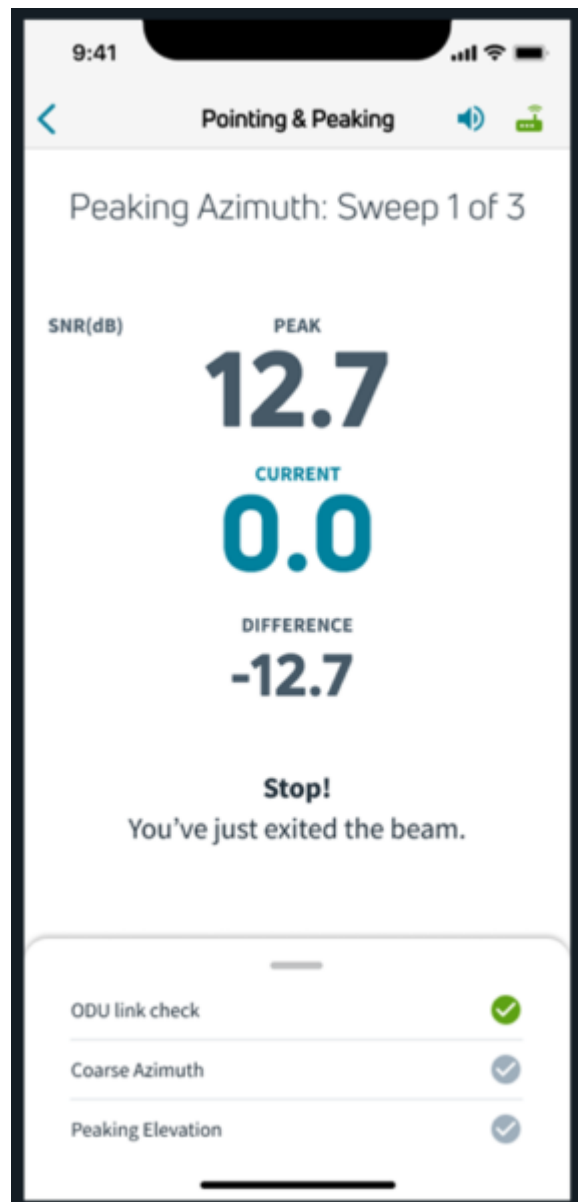 9:41
Pointing & Peaking
Peaking Azimuth: Sweep 1 of 3
SNR(dB)
PEAK
12.7
CURRENT
0.0
DIFFERENCE
-12.7
Stop!
You’ve just exited the beam.
ODU link check
Coarse Azimuth
Peaking Elevation